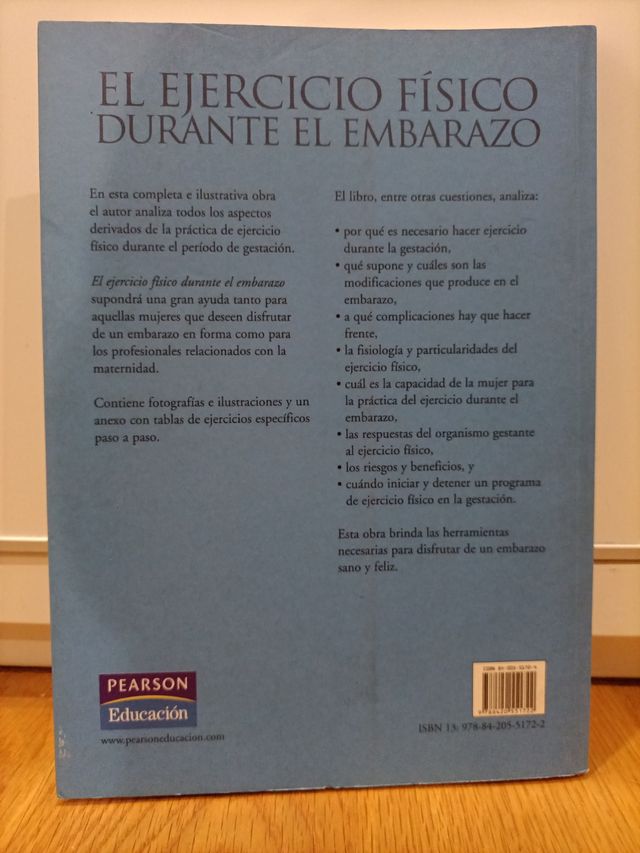 EL EJERCICIO FÍSICO
DURANTE EL EMBARAZO
En esta completa e ilustrativa obra
el autor analiza todos los aspectos
derivados de la práctica de ejercicio
físico durante el período de gestación.
El ejercicio físico durante el embarazo
supondrá una gran ayuda tanto para
aquellas mujeres que deseen disfrutar
de un embarazo en forma como para
los profesionales relacionados con la
maternidad.
Contiene fotografías e ilustraciones y un
anexo con tablas de ejercicios específicos
paso a paso.
El libro, entre otras cuestiones, analiza:
• por qué es necesario hacer ejercicio
durante la gestación,
• qué supone y cuáles son las
modificaciones que produce en el
embarazo,
• a qué complicaciones hay que hacer
frente,
• la fisiología y particularidades del
ejercicio físico,
• cuál es la capacidad de la mujer para
la práctica del ejercicio durante el
embarazo,
• las respuestas del organismo gestante
al ejercicio físico,
• los riesgos y beneficios, y
• cuándo iniciar y detener un programa
de ejercicio físico en la gestación.
Esta obra brinda las herramientas
necesarias para disfrutar de un embarazo
sano y feliz.
PEARSON
Educación
www.pearsoneducacion.com
ISBN 13: 978-84-205-5172-2